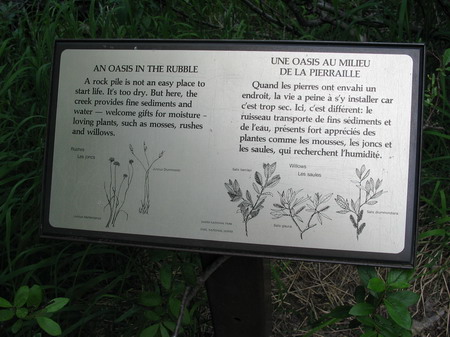 AN OASIS IN THE RUBBLE
A rock pile is not an easy place to
start life. It's too dry. But here, the
creek provides fine sediments and
water — welcome gifts for moisture -
loving plants, such as mosses, rushes
and willows.
Rushes
Les joncs
UNE OASIS AU MILIEU
DE LA PIERRAILLE
Quand les pierres ont envahi un
endroit, la vie a peine à s'y installer car
c'est trop sec. Ici, c'est différent: le
ruisseau transporte de fins sédiments et
de l'eau, présents fort appréciés des
plantes comme les mousses, les joncs et
les saules, qui recherchent l'humidité.
Willows
Les saules